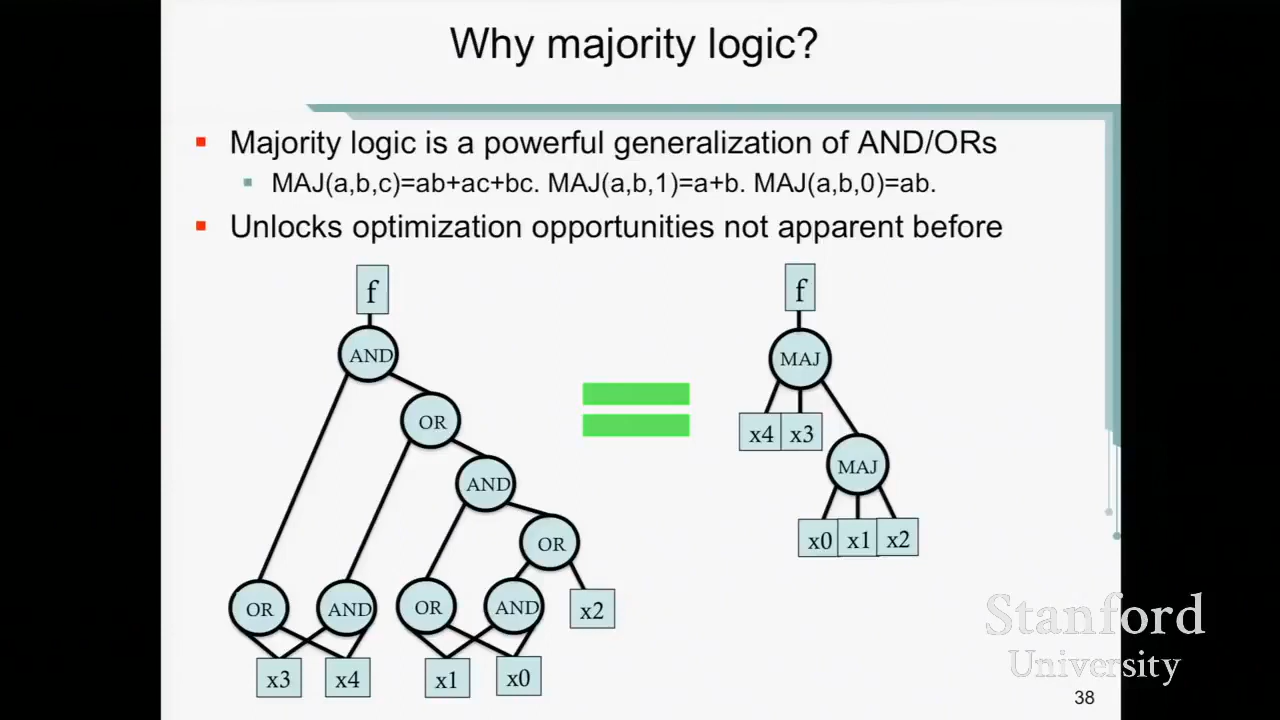 Why majority logic?
Majority logic is a powerful generalization of AND/ORs
MAJ(a,b,c)=ab+ac+bc. MAJ(a,b,1)=a+b. MAJ(a,b,0)=ab.
Unlocks optimization opportunities not apparent before
f
AND
OR
AND
OR
OR
AND
OR
AND
x2
x3
x4
x1
x0
f
MAJ
x4
x3
MAJ
x0
x1
x2
Stanford
University
38